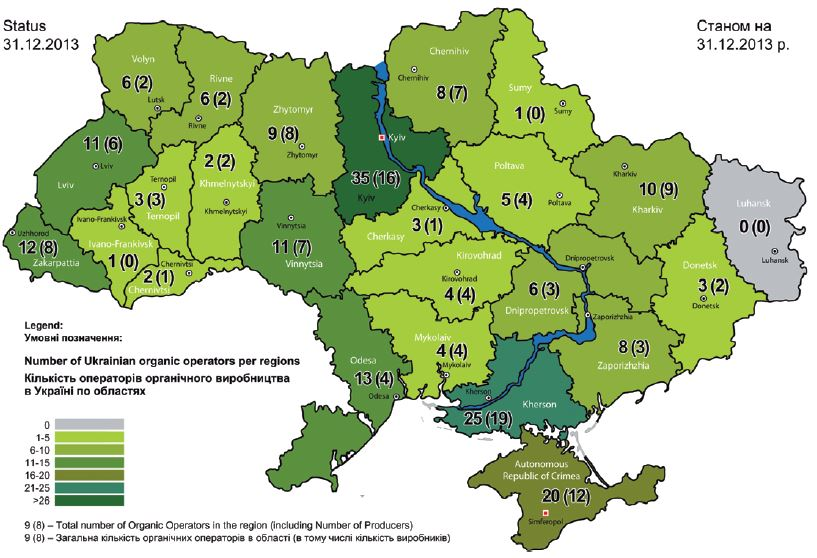 Status
31.12.2013
Станом на
31.12.2013 р.
Volyn
6 (2)
Lutsk
Rivne
6 (2)
Rivne
Zhytomyr
9 (8)
Zhytomyr
Kyiv
35 (16)
Kyiv
Chernihiv
Chernihiv
8 (7)
Sumy
1 (0)
Sumy
11 (6)
Lviv
Lviv
Ternopil
3 (3)
Ternopil
2 (2)
Khmelnytskyi
Khmelnytskyi
Uzhhorod
12 (8)
Zakarpattia
Ivano-Frankivsk
Ivano-Frankivsk
1 (0)
Chernivtsi
2 (1)
Chernivtsi
Vinnytsia
11 (7)
Vinnytsia
Cherkasy
3 (1)
Cherkasy
Poltava
5 (4)
Poltava
Kharkiv
10 (9)
Kharkiv
Luhansk
0 (0)
Luhansk
Kirovohrad
Kirovohrad
4 (4)
Dnipropetrovsk
6 (3)
Dnipropetrovsk
Donetsk
3 (2)
Donetsk
Zaporizhzhia
8 (3)
Zaporizhzhia
Mykolaiv
4 (4)
Mykolaiv
Odesa
13 (4)
Odesa
Kherson
Kherson
25 (19)
Autonomous
Republic of Crimea
20 (12)
Simferopol
Legend:
Умовні позначення:
Number of Ukrainian organic operators per regions
Кількість операторів органічного виробництва
в Україні по областях
0
1-5
6-10
11-15
16-20
21-25
>26
9 (8) – Total number of Organic Operators in the region (including Number of Producers)
9 (8) – Загальна кількість органічних операторів в області (в тому числі кількість виробників)